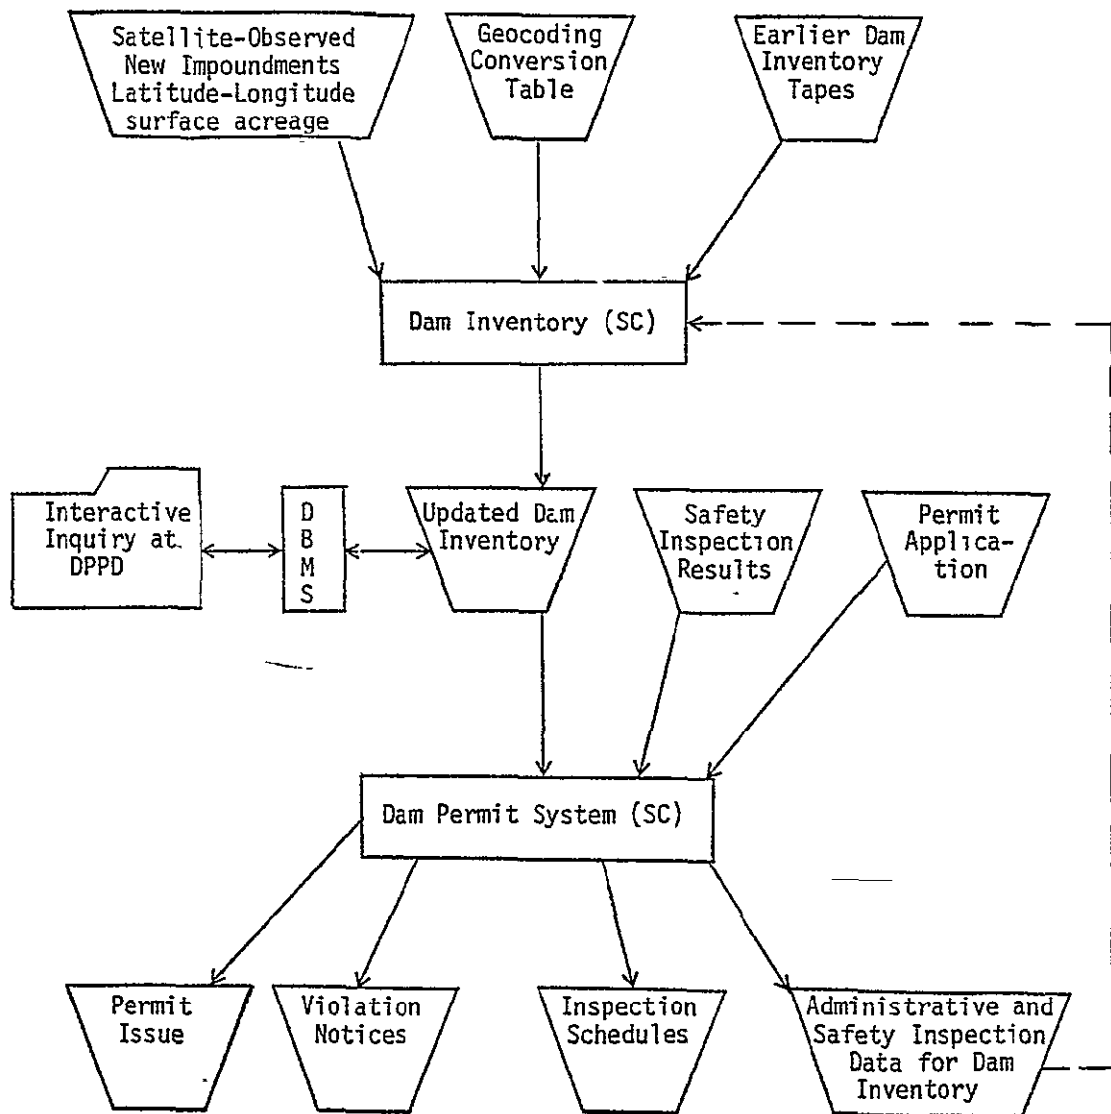 Satellite-Observed
New Impoundments
Latitude-Longitude
surface acreage
Geocoding
Conversion
Table
Earlier Dam
Inventory
Tapes
Dam Inventory (SC)
Interactive
Inquiry at
DPPD
D
B
M
S
Updated Dam
Inventory
Safety
Inspection
Results
Permit
Applica-
tion
Dam Permit System (SC)
Permit
Issue
Violation
Notices
Inspection
Schedules
Administrative and
Safety Inspection
Data for Dam
Inventory